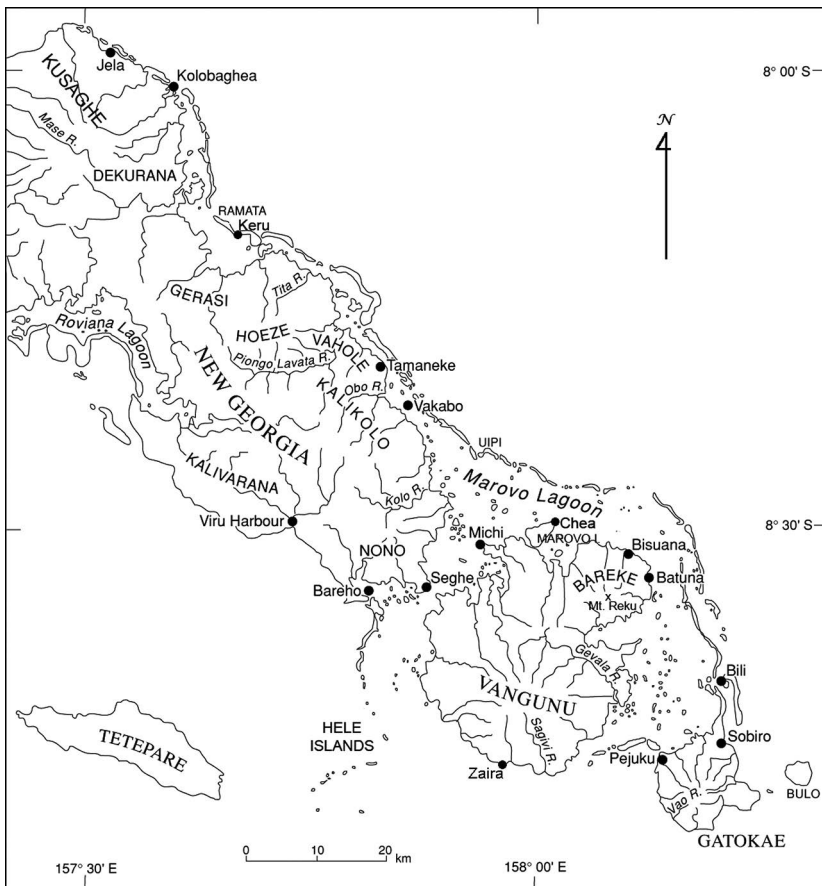 Jela
Kolobaghea
8° 00' S
KUSAGHE
Mase R.
N
DEKURANA
RAMATA
Keru
Tita R.
GERASI
Roviana Lagoon
HOEZE
VAHOLE
Piongo Lavata R.
Tamaneke
NEW GEORGIA
KALIKOLO
Obo R.
Vakabo
UIPI
KALIVARANA
Marovo Lagoon
Kolo R.
Viru Harbour
Chea
8° 30' S
Michi
MAROVO I.
NONO
Bisuana
BAREKE
Batuna
Bareho
Seghe
Mt. Reku
x
Gevala R.
Bili
VANGUNU
TETEPARE
HELE
ISLANDS
Sagivi R.
Sobiro
Zaira
Pejuku
BULO
Vao R.
GATOKAE
0 10 20
km
157° 30' E
158° 00' E